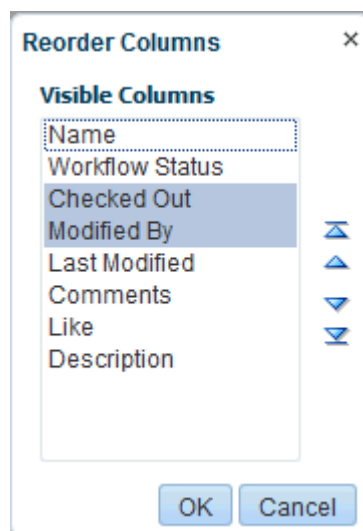 Reorder Columns
Visible Columns
Name
Workflow Status
Checked Out
Modified By
Last Modified
Comments
Like
Description
OK Cancel